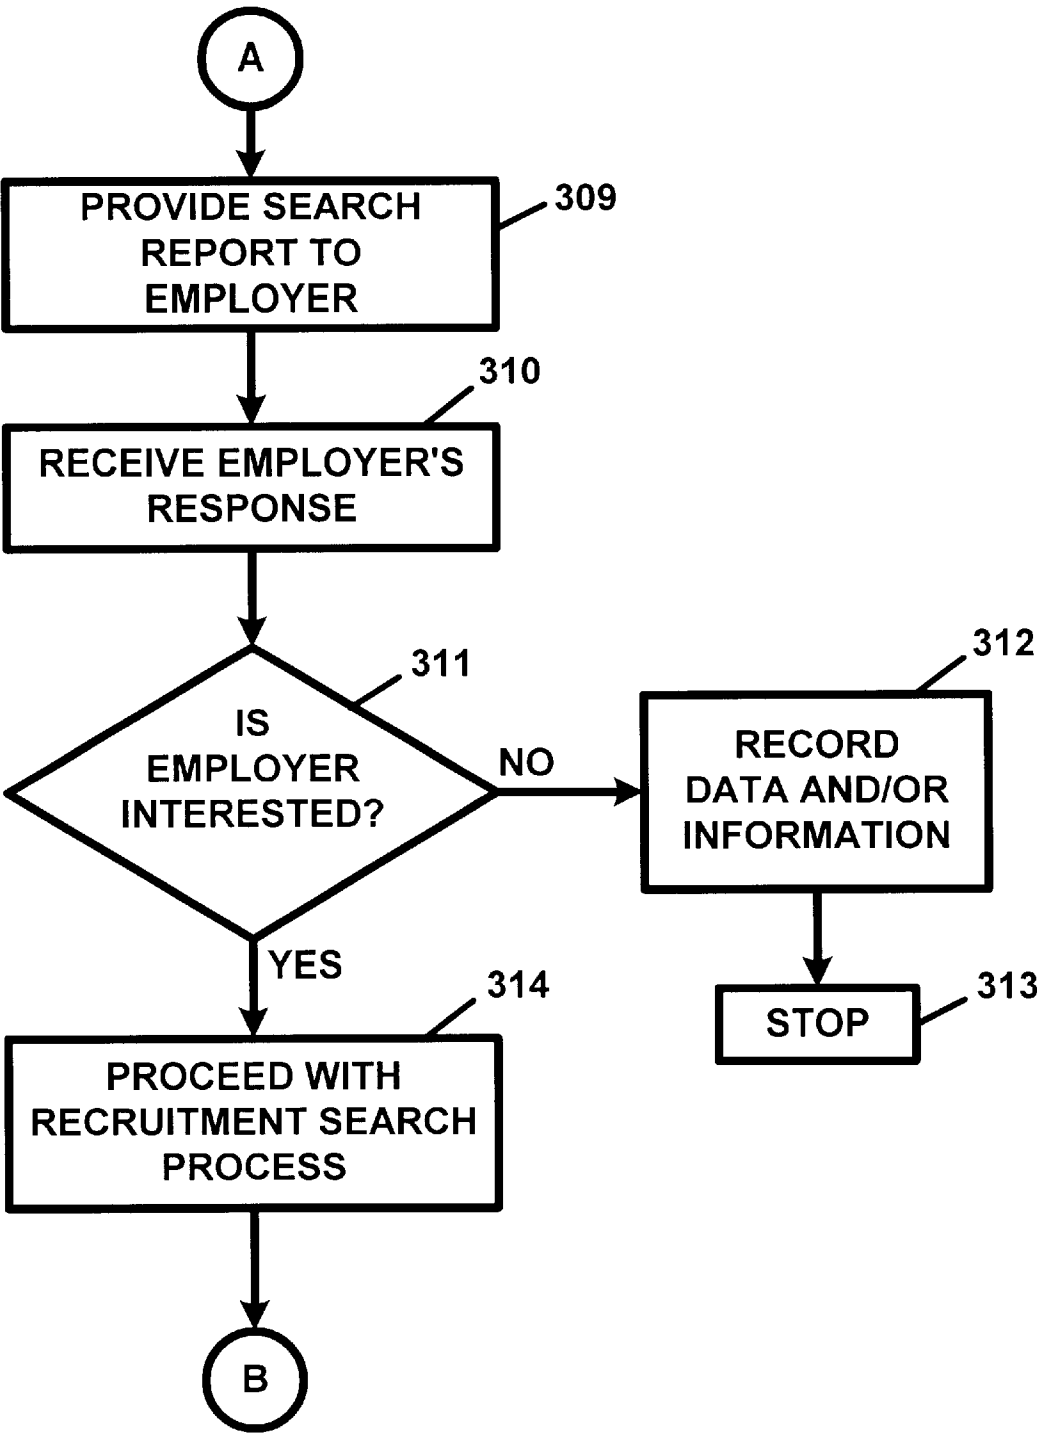 A
PROVIDE SEARCH
REPORT TO
EMPLOYER
309
310
RECEIVE EMPLOYER'S
RESPONSE
311
IS
EMPLOYER
INTERESTED?
NO
312
RECORD
DATA AND/OR
INFORMATION
YES
314
313
STOP
PROCEED WITH
RECRUITMENT SEARCH
PROCESS
B